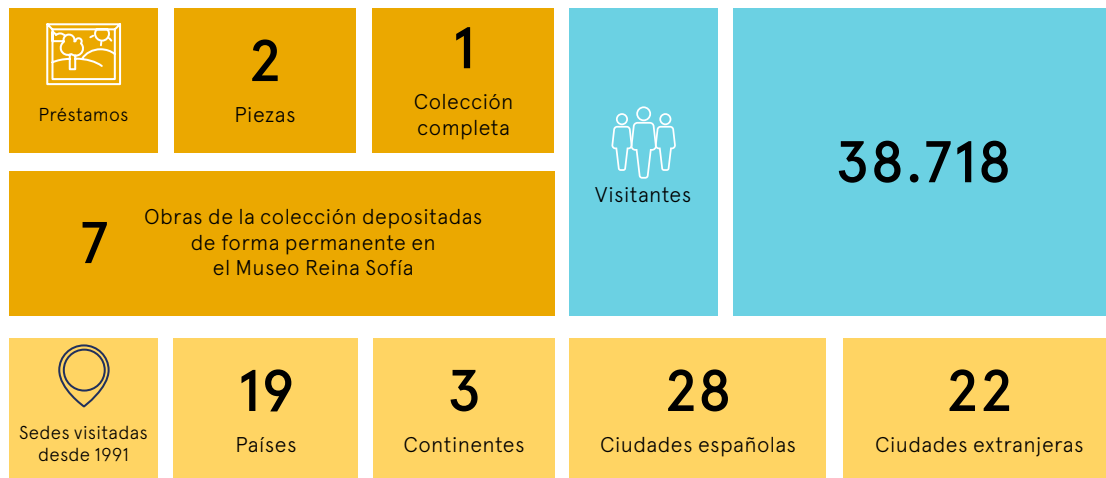 Préstamos
2
Piezas
1
Colección
completa
7
Obras de la colección depositadas
de forma permanente en
el Museo Reina Sofía
Visitantes
38.718
Sedes visitadas
desde 1991
19
Países
3
Continentes
28
Ciudades españolas
22
Ciudades extranjeras